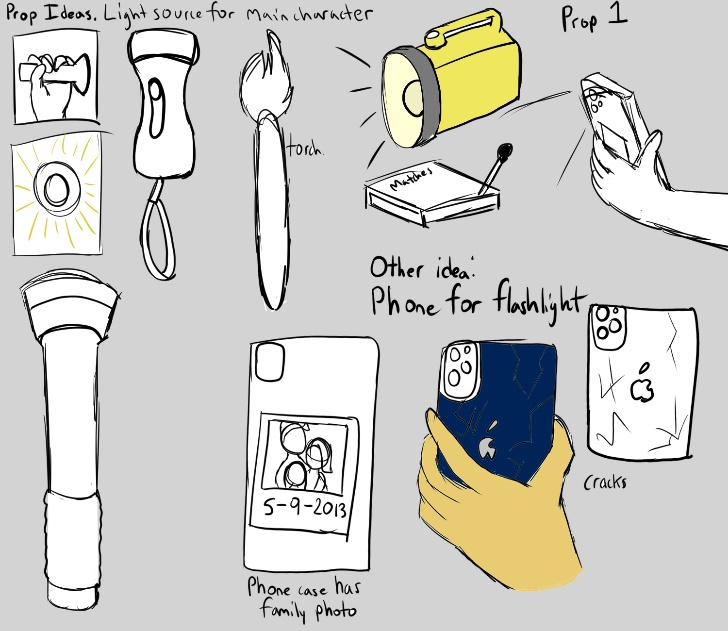 Prop Ideas. Light source for main character
Prop 1
torch.
Matches
Other idea:
Phone for flashlight
5-9-2013
cracks
Phone case has
family photo